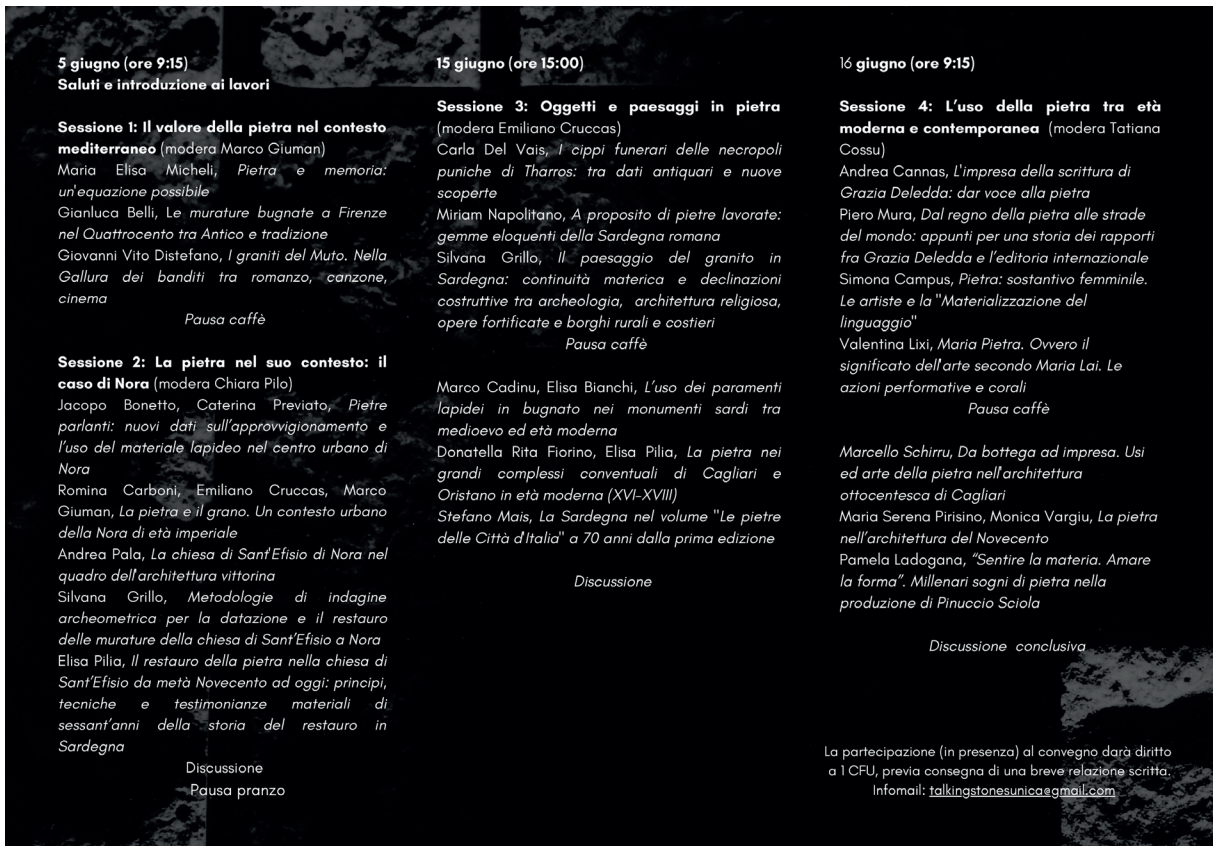 5 giugno (ore 9:15)
Saluti e introduzione ai lavori
Sessione 1: Il valore della pietra nel contesto
mediterraneo (modera Marco Giuman)
Maria Elisa Micheli, Pietra e memoria:
un'equazione possibile
Gianluca Belli, Le murature bugnate a Firenze
nel Quattrocento tra Antico e tradizione
Giovanni Vito Distefano, I graniti del Muto. Nella
Gallura dei banditi tra romanzo, canzone,
cinema
Pausa caffè
Sessione 2: La pietra nel suo contesto: il
caso di Nora (modera Chiara Pilo)
Jacopo Bonetto, Caterina Previato, Pietre
parlanti: nuovi dati sull’approvvigionamento e
l’uso del materiale lapideo nel centro urbano di
Nora
Romina Carboni, Emiliano Cruccas, Marco
Giuman, La pietra e il grano. Un contesto urbano
della Nora di età imperiale
Andrea Pala, La chiesa di Sant'Efisio di Nora nel
quadro dell'architettura vittorina
Silvana Grillo, Metodologie di indagine
archeometrica per la datazione e il restauro
delle murature della chiesa di Sant’Efisio a Nora
Elisa Pilia, Il restauro della pietra nella chiesa di
Sant’Efisio da metà Novecento ad oggi: principi,
tecniche e testimonianze materiali di
sessant’anni della storia del restauro in
Sardegna
Discussione
Pausa pranzo
15 giugno (ore 15:00)
Sessione 3: Oggetti e paesaggi in pietra
(modera Emiliano Cruccas)
Carla Del Vais, I cippi funerari delle necropoli
puniche di Tharros: tra dati antiquari e nuove
scoperte
Miriam Napolitano, A proposito di pietre lavorate:
gemme eloquenti della Sardegna romana
Silvana Grillo, Il paesaggio del granito in
Sardegna: continuità materica e declinazioni
costruttive tra archeologia, architettura religiosa,
opere fortificate e borghi rurali e costieri
Pausa caffè
Marco Cadinu, Elisa Bianchi, L’uso dei paramenti
lapidei in bugnato nei monumenti sardi tra
medioevo ed età moderna
Donatella Rita Fiorino, Elisa Pilia, La pietra nei
grandi complessi conventuali di Cagliari e
Oristano in età moderna (XVI-XVIII)
Stefano Mais, La Sardegna nel volume "Le pietre
delle Città d'Italia" a 70 anni dalla prima edizione
Discussione
16 giugno (ore 9:15)
Sessione 4: L’uso della pietra tra età
moderna e contemporanea (modera Tatiana
Cossu)
Andrea Cannas, L'impresa della scrittura di
Grazia Deledda: dar voce alla pietra
Piero Mura, Dal regno della pietra alle strade
del mondo: appunti per una storia dei rapporti
fra Grazia Deledda e l’editoria internazionale
Simona Campus, Pietra: sostantivo femminile.
Le artiste e la "Materializzazione del
linguaggio"
Valentina Lixi, Maria Pietra. Ovvero il
significato dell'arte secondo Maria Lai. Le
azioni performative e corali
Pausa caffè
Marcello Schirru, Da bottega ad impresa. Usi
ed arte della pietra nell'architettura
ottocentesca di Cagliari
Maria Serena Pirisino, Monica Vargiu, La pietra
nell’architettura del Novecento
Pamela Ladogana, “Sentire la materia. Amare
la forma”. Millenari sogni di pietra nella
produzione di Pinuccio Sciola
Discussione conclusiva
La partecipazione (in presenza) al convegno darà diritto
a 1 CFU, previa consegna di una breve relazione scritta.
Infomail: talkingstonesunica@gmail.com